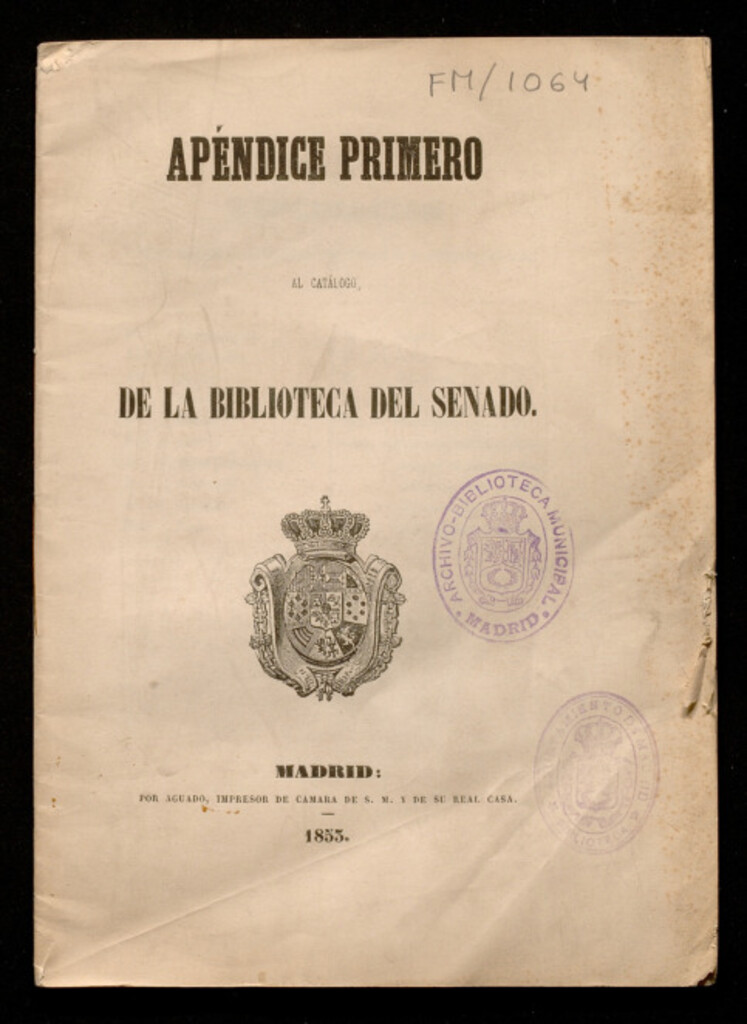 FM/1064
APÉNDICE PRIMERO
AL CATÁLOGO,
DE LA BIBLIOTECA DEL SENADO.
ARCHIVO-BIBLIOTECA MUNICIPAL
MADRID
MADRID:
POR AGUADO, IMPRESOR DE CAMARA DE S. M. Y DE SU REAL CASA.
1853.